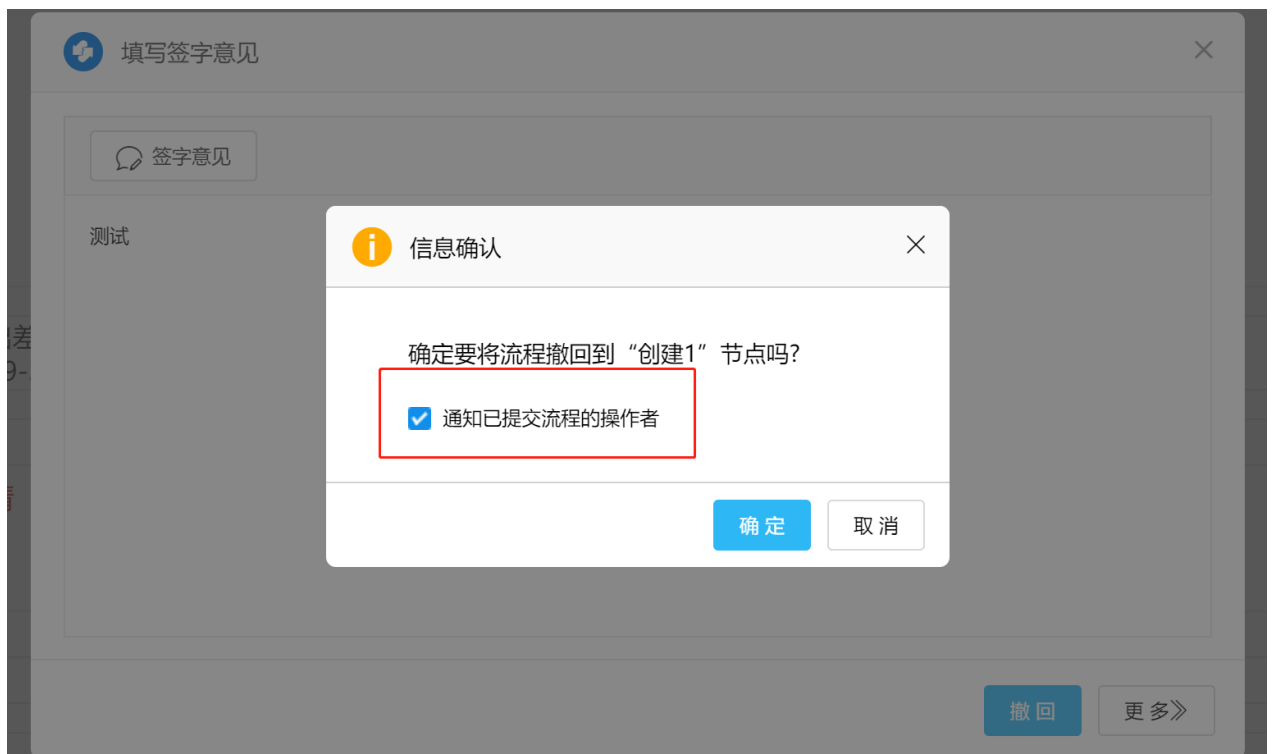 填写签字意见
签字意见
测试
信息确认
确定要将流程撤回到“创建1”节点吗?
通知已提交流程的操作者
确定
取消
撤回
更多》
差
9-